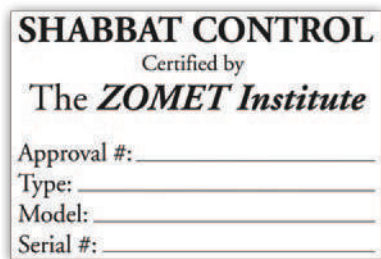 SHABBAT CONTROL
Certified by
The ZOMET Institute
Approval #:
Type:
Model:
Serial #: